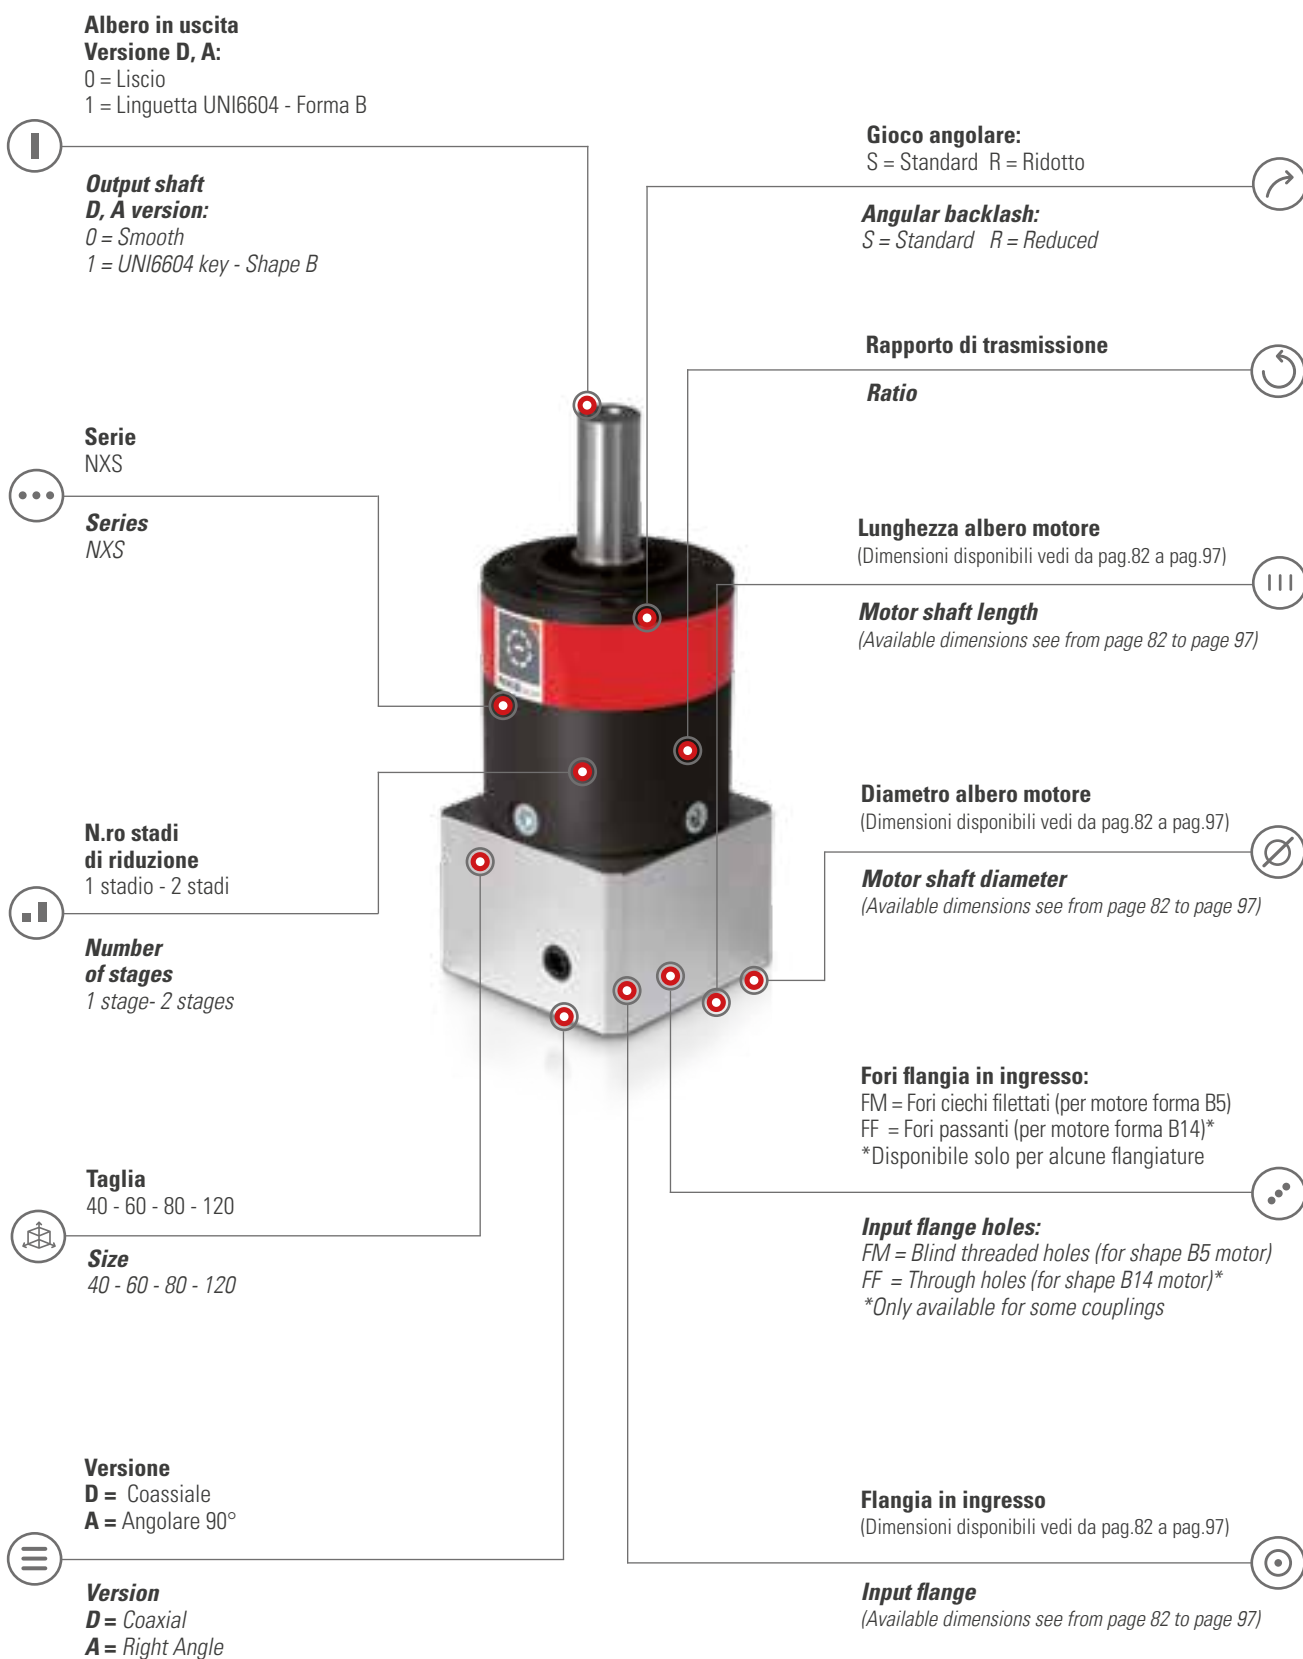 Albero in uscita
Versione D, A:
0 = Liscio
1 = Linguetta UNI6604 - Forma B
Output shaft
D, A version:
0 = Smooth
1 = UNI6604 key - Shape B
Serie
NXS
Series
NXS
N.ro stadi
di riduzione
1 stadio - 2 stadi
Number
of stages
1 stage- 2 stages
Taglia
40 - 60 - 80 - 120
Size
40 - 60 - 80 - 120
Versione
D = Coassiale
A = Angolare 90°
Version
D = Coaxial
A = Right Angle
Gioco angolare:
S = Standard R = Ridotto
Angular backlash:
S = Standard R = Reduced
Rapporto di trasmissione
Ratio
Lunghezza albero motore
(Dimensioni disponibili vedi da pag.82 a pag.97)
Motor shaft length
(Available dimensions see from page 82 to page 97)
Diametro albero motore
(Dimensioni disponibili vedi da pag.82 a pag.97)
Motor shaft diameter
(Available dimensions see from page 82 to page 97)
Fori flangia in ingresso:
FM = Fori ciechi filettati (per motore forma B5)
FF = Fori passanti (per motore forma B14)*
*Disponibile solo per alcune flangiature
Input flange holes:
FM = Blind threaded holes (for shape B5 motor)
FF = Through holes (for shape B14 motor)*
*Only available for some couplings
Flangia in ingresso
(Dimensioni disponibili vedi da pag.82 a pag.97)
Input flange
(Available dimensions see from page 82 to page 97)